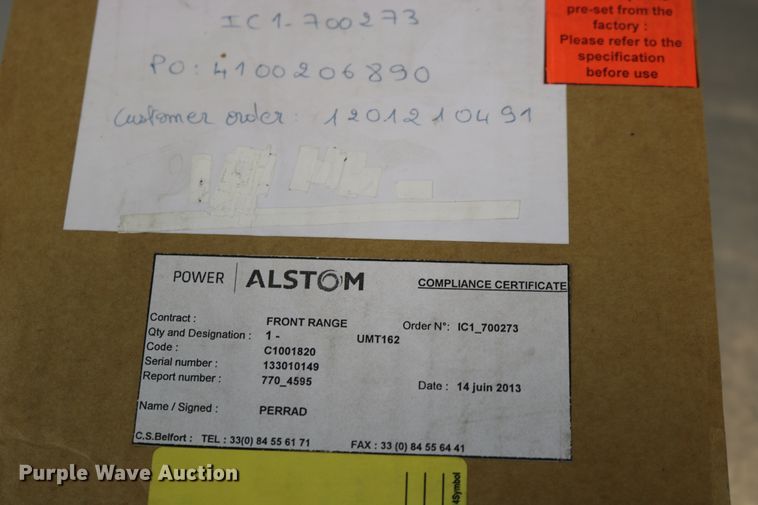 pre-set from the
factory :
Please refer to the
specification
before use
IC1-700273
PO: 4100206890
Customer order: 1201210491
POWER ALSTOM
COMPLIANCE CERTIFICATE
Contract : FRONT RANGE Order N°: IC1_700273
Qty and Designation : 1 - UMT162
Code : C1001820
Serial number : 133010149
Report number : 770_4595 Date : 14 juin 2013
Name / Signed : PERRAD
C.S.Belfort : TEL : 33(0) 84 55 61 71 FAX : 33 (0) 84 55 64 41
4Symbol
Purple Wave Auction